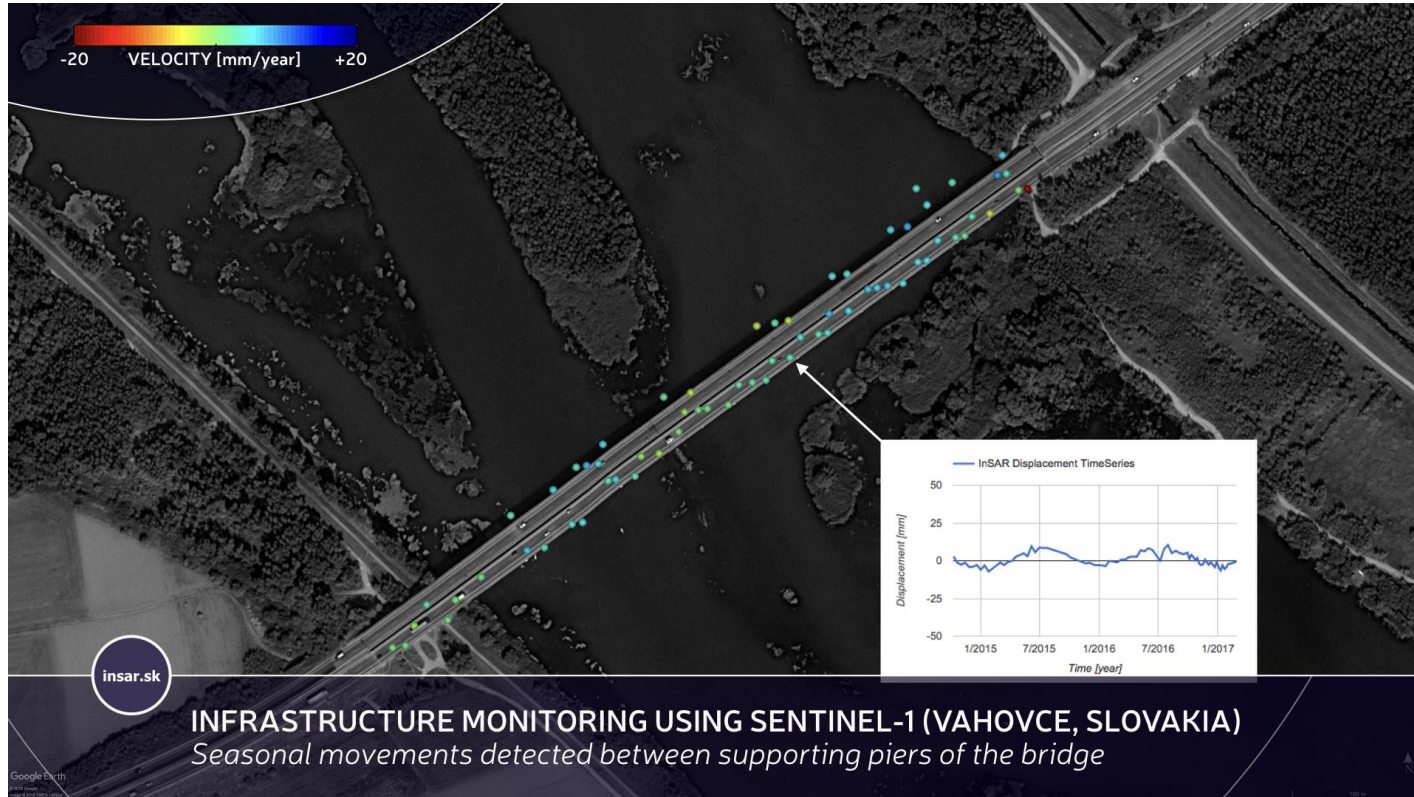 -20 VELOCITY [mm/year] +20
InSAR Displacement TimeSeries
50
25
0
-25
-50
Displacement [mm]
1/2015 7/2015 1/2016 7/2016 1/2017
Time [year]
insar.sk
INFRASTRUCTURE MONITORING USING SENTINEL-1 (VAHOVCE, SLOVAKIA)
Seasonal movements detected between supporting piers of the bridge
Google Earth
N
100 m